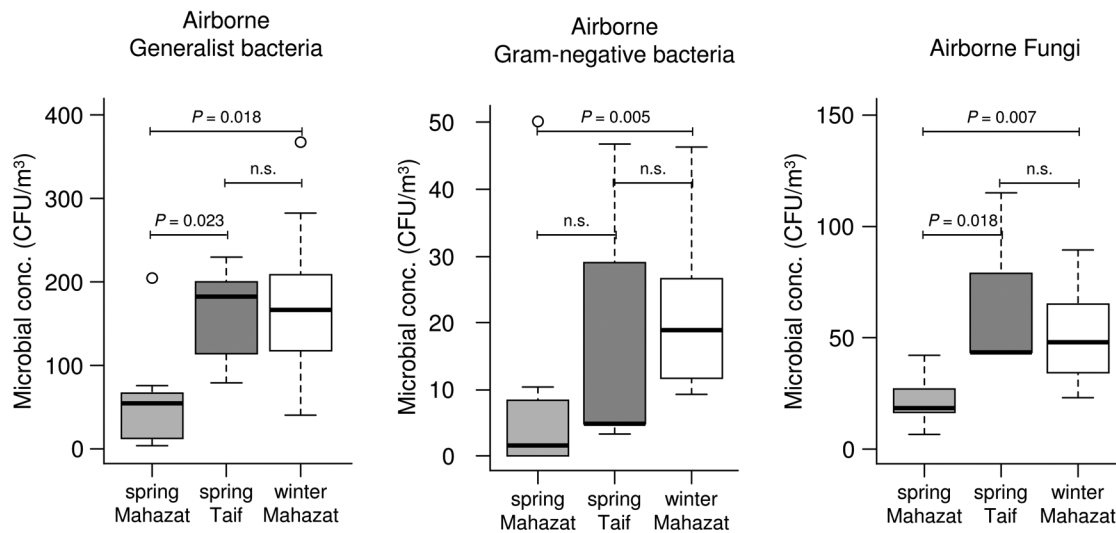 Airborne
Generalist bacteria
Microbial conc. (CFU/m³)
400
300
200
100
0
P = 0.018
n.s.
P = 0.023
spring
Mahazat
spring
Taif
winter
Mahazat
Airborne
Gram-negative bacteria
Microbial conc. (CFU/m³)
50
40
30
20
10
0
P = 0.005
n.s.
n.s.
spring
Mahazat
spring
Taif
winter
Mahazat
Airborne Fungi
Microbial conc. (CFU/m³)
150
100
50
0
P = 0.007
n.s.
P = 0.018
spring
Mahazat
spring
Taif
winter
Mahazat